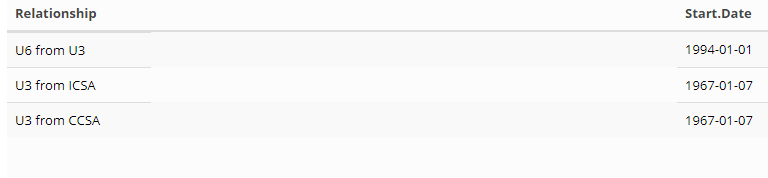 Relationship Start.Date
U6 from U3 1994-01-01
U3 from ICSA 1967-01-07
U3 from CCSA 1967-01-07